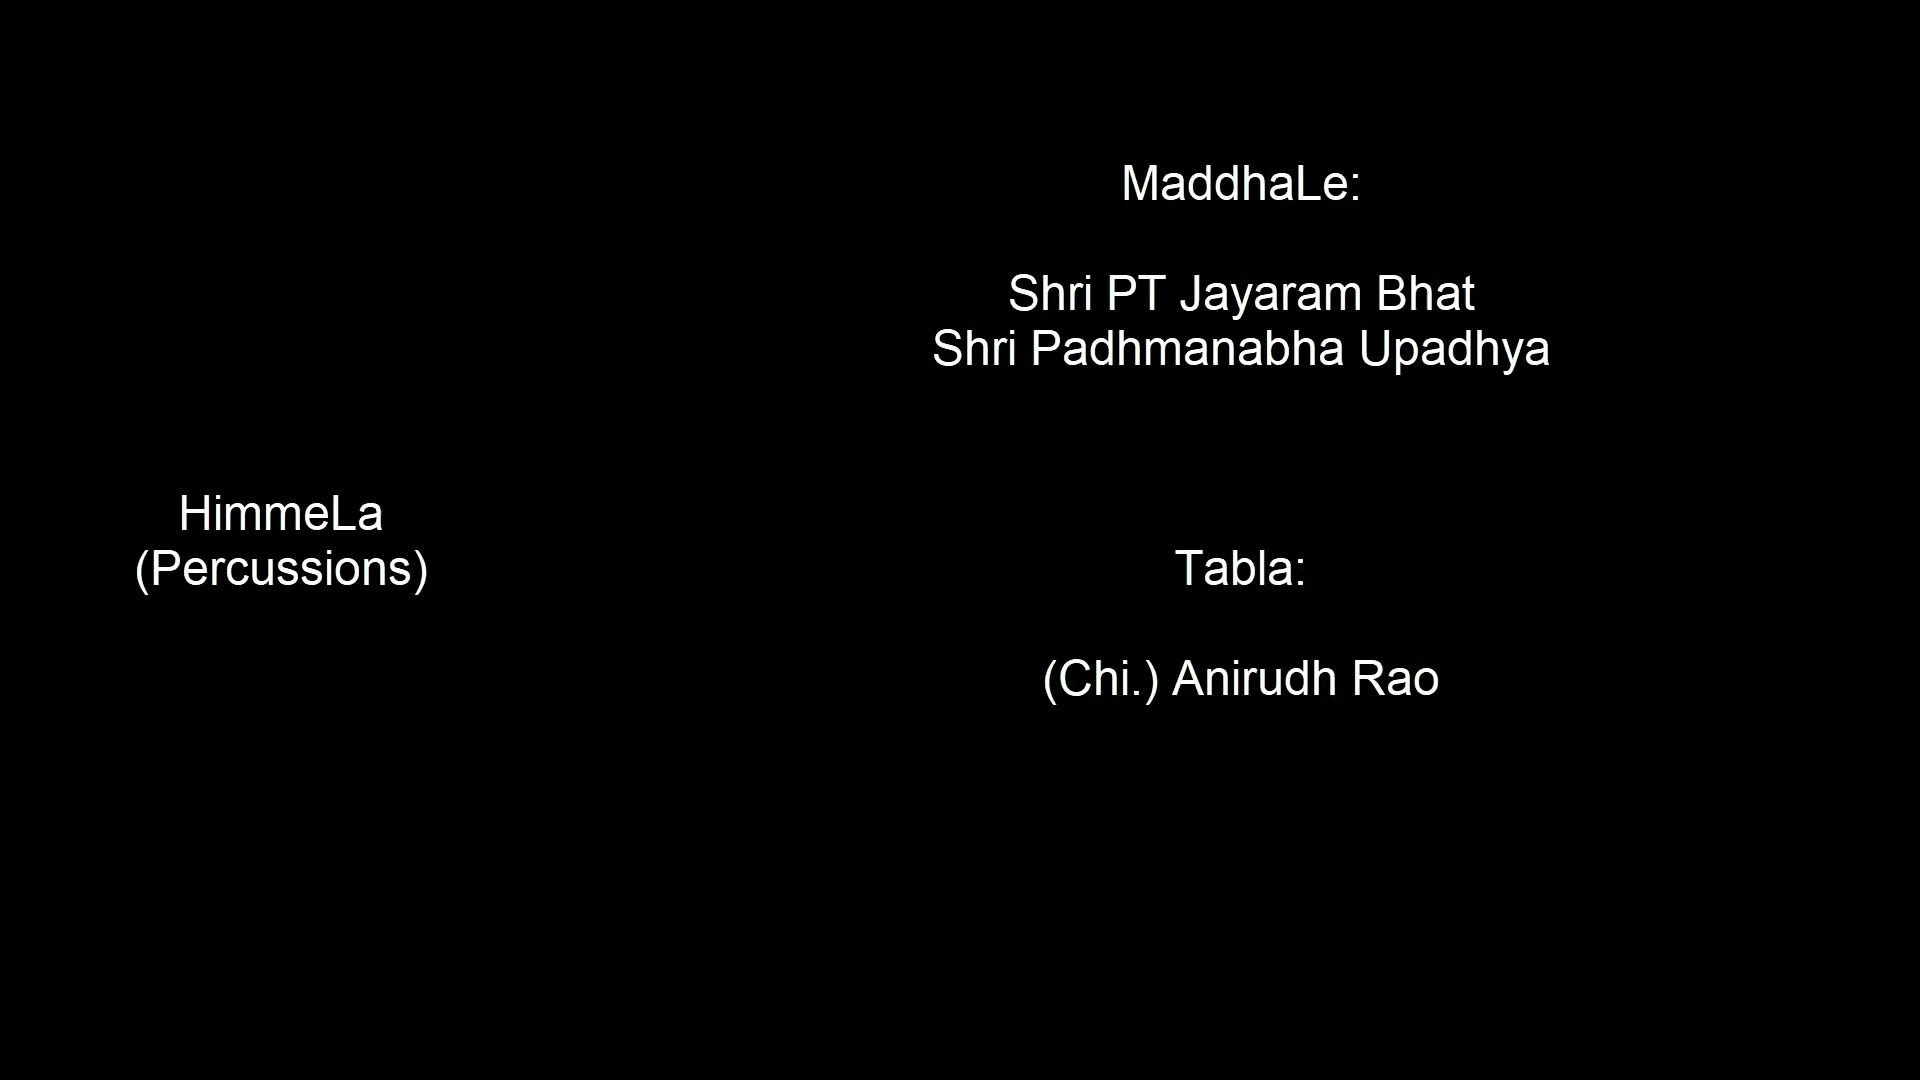 HimmeLa
(Percussions)
MaddhaLe:
Shri PT Jayaram Bhat
Shri Padhmanabha Upadhya
Tabla:
(Chi.) Anirudh Rao